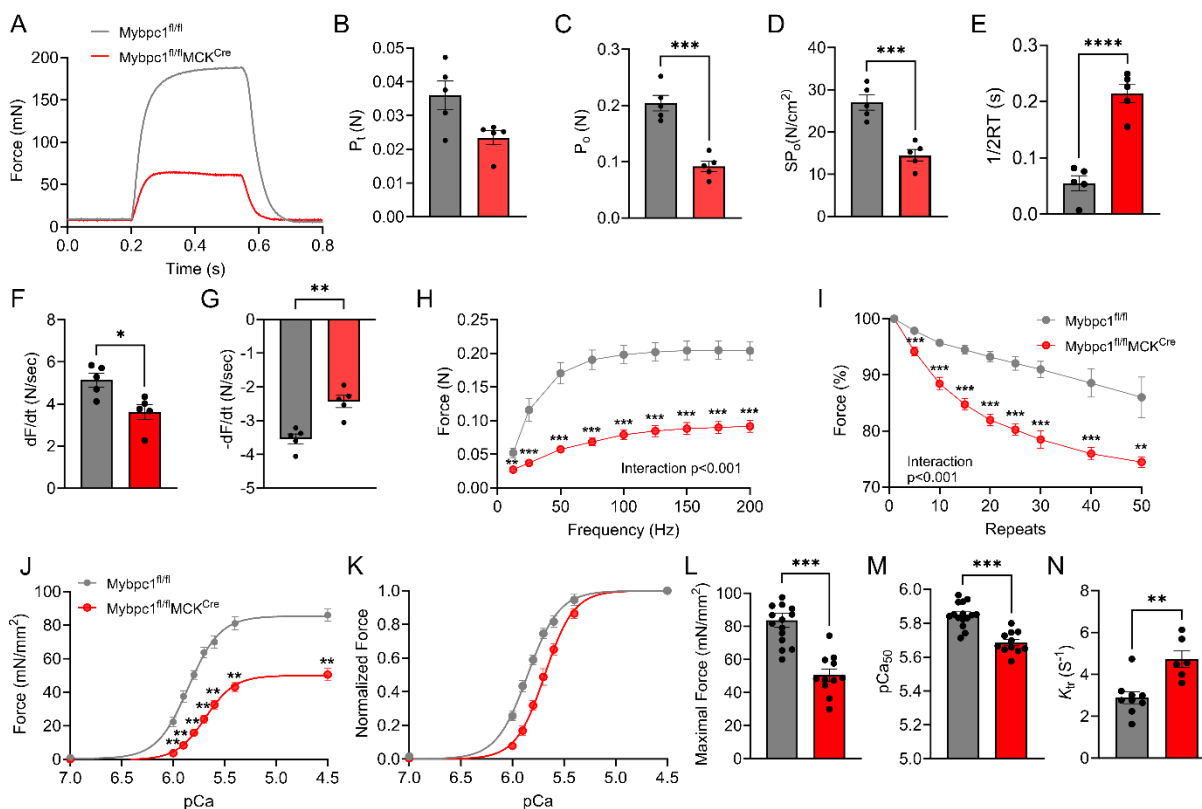 A
Mybpc1fl/fl
Mybpc1fl/flMCKCre
Force (mN)
200
150
100
50
0
0.0 0.2 0.4 0.6 0.8
Time (s)
B
Pt (N)
0.05
0.04
0.03
0.02
0.01
0.00
C
***
Po (N)
0.3
0.2
0.1
0.0
D
***
SPo(N/cm2)
40
30
20
10
0
E
****
1/2RT (s)
0.3
0.2
0.1
0.0
F
*
dF/dt (N/sec)
8
6
4
2
0
G
**
-dF/dt (N/sec)
0
-1
-2
-3
-4
-5
H
Force (N)
0.25
0.20
0.15
0.10
0.05
0.00
** *** *** *** *** *** *** *** ***
Interaction p<0.001
0 50 100 150 200
Frequency (Hz)
I
Mybpc1fl/fl
Mybpc1fl/flMCKCre
Force (%)
100
90
80
70
*** *** *** *** *** *** *** **
Interaction
p<0.001
0 10 20 30 40 50
Repeats
J
Mybpc1fl/fl
Mybpc1fl/flMCKCre
Force (mN/mm2)
100
80
60
40
20
0
** ** ** ** ** ** **
7.0 6.0 5.5 5.0 4.5
pCa
K
Normalized Force
1.0
0.8
0.6
0.4
0.2
0.0
7.0 6.0 5.5 5.0 4.5
pCa
L
***
Maximal Force (mN/mm2)
120
100
80
60
40
20
0
M
***
pCa50
6.0
5.8
5.6
5.4
5.2
5.0
N
**
Ktr (S-1)
8
6
4
2
0